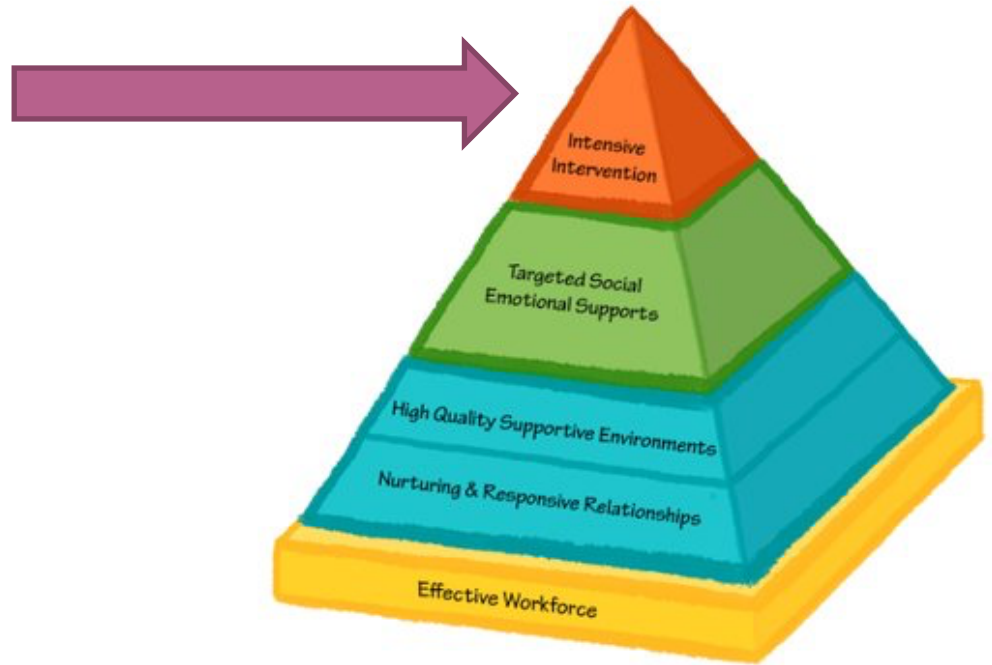 Intensive
Intervention
Targeted Social
Emotional Supports
High Quality Supportive Environments
Nurturing & Responsive Relationships
Effective Workforce